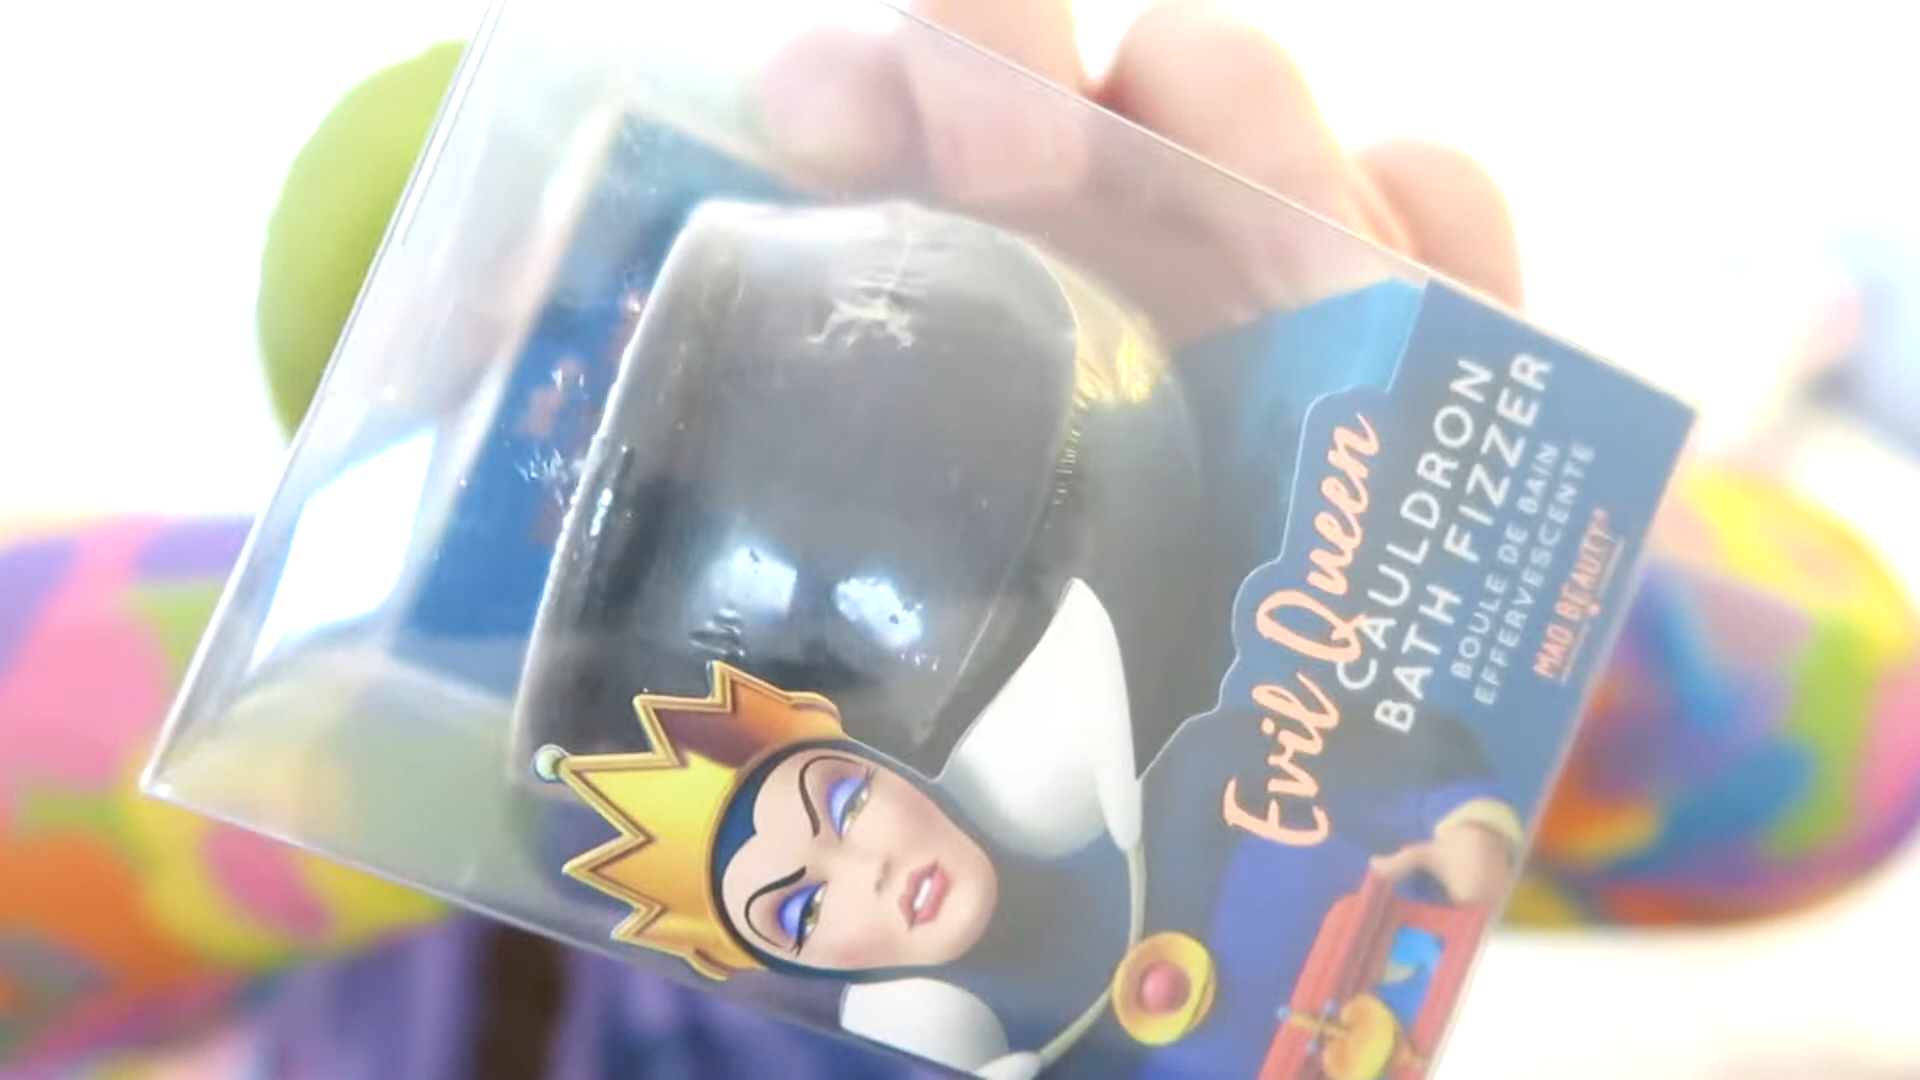 Evil Queen
CAULDRON
BATH FIZZER
BOULE DE BAIN
EFFERVESCENTE
MAD BEAUTY